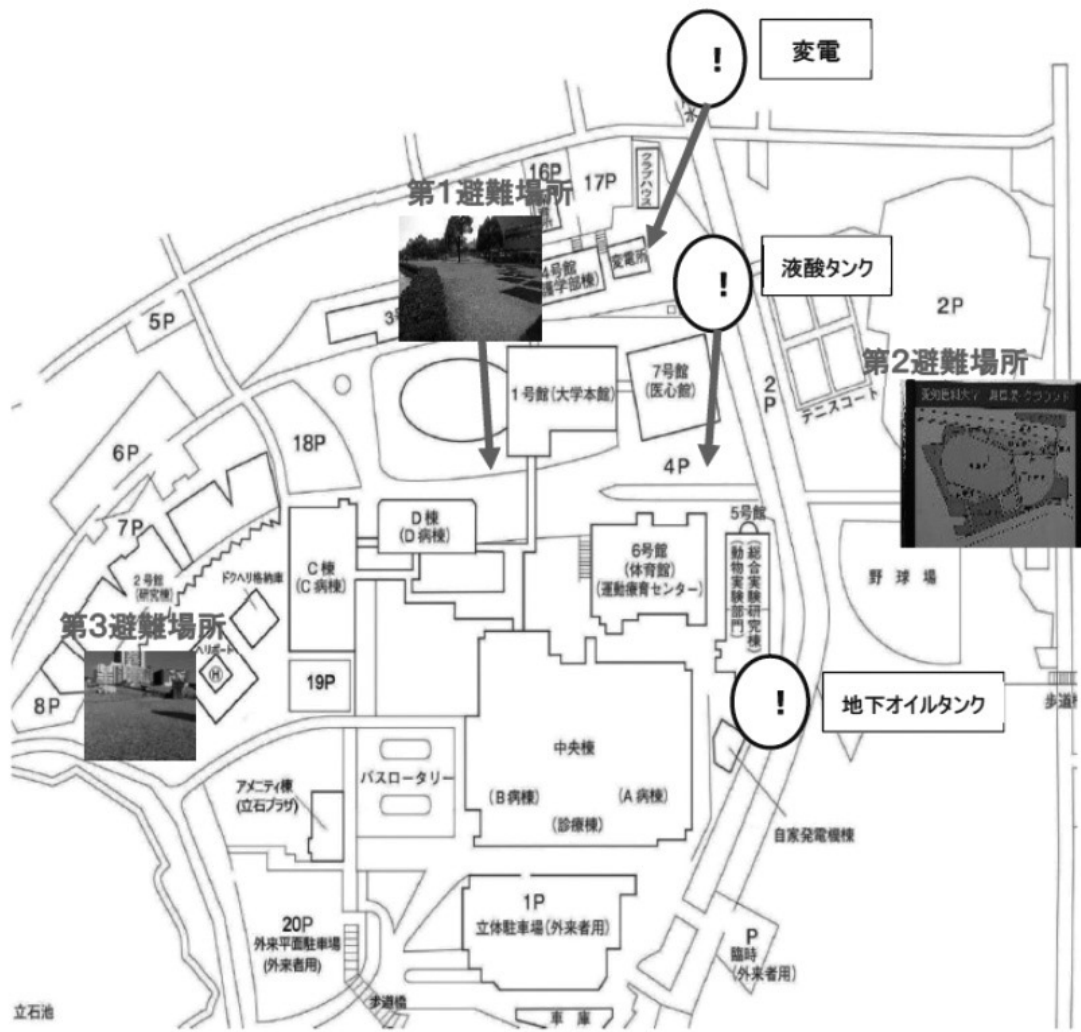 変電
16P
17P
クラブハウス
第1避難場所
変電所
4号館
液酸タンク
5P
2P
第2避難場所
7号館
(医心館)
1号館(大学本館)
2P
テニスコート
18P
6P
4P
7P
D棟
(D病棟)
5号館
(総合実験研究棟)
(動物実験部門)
6号館
(体育館)
(運動療育センター)
野球場
C棟
(C病棟)
ドクヘリ格納庫
2号館
(研究棟)
第3避難場所
ヘリポート
H
19P
8P
地下オイルタンク
中央棟
バスロータリー
アメニティ棟
(立石プラザ)
(B病棟)
(A病棟)
(診療棟)
自家発電機棟
1P
立体駐車場(外来者用)
20P
外来平面駐車場
(外来者用)
P
臨時
(外来者用)
歩道橋
車庫
立石池